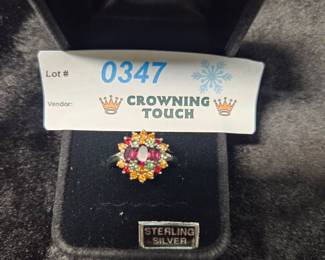 Lot # 0347
Vendor: CROWNING
TOUCH
STERLING
SILVER